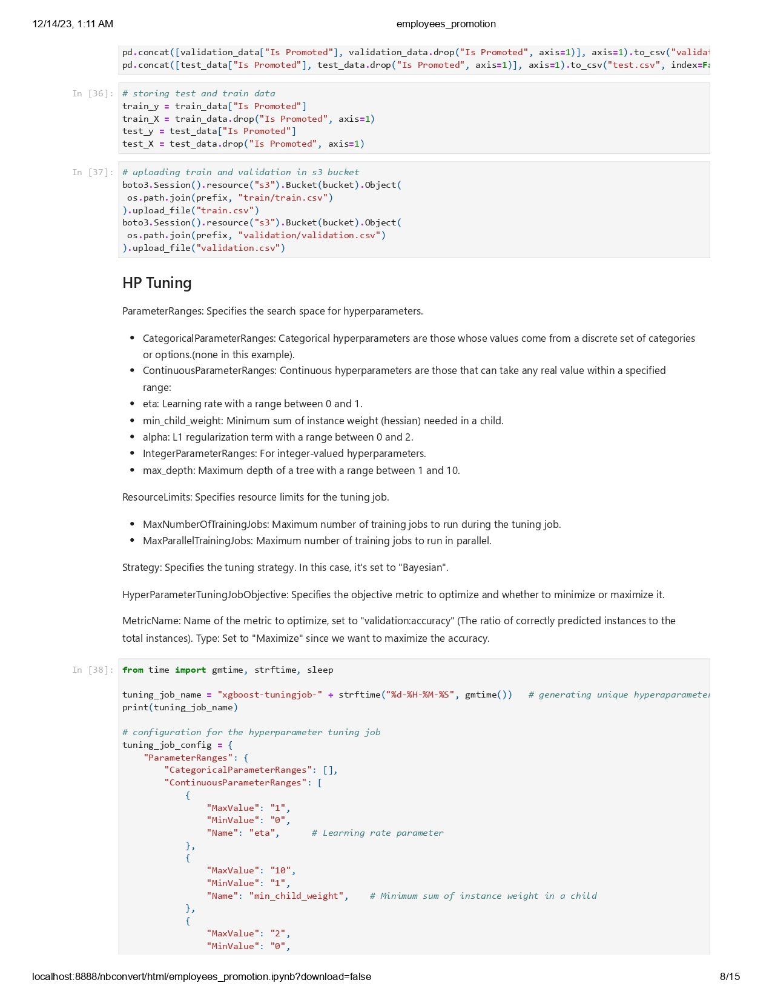 12/14/23, 1:11 AM employees_promotion
pd.concat([validation_data["Is Promoted"], validation_data.drop("Is Promoted", axis=1)], axis=1).to_csv("validat
pd.concat([test_data["Is Promoted"], test_data.drop("Is Promoted", axis=1)], axis=1).to_csv("test.csv", index=Fa
In [36]: # storing test and train data
train_y = train_data["Is Promoted"]
train_X = train_data.drop("Is Promoted", axis=1)
test_y = test_data["Is Promoted"]
test_X = test_data.drop("Is Promoted", axis=1)
In [37]: # uploading train and validation in s3 bucket
boto3.Session().resource("s3").Bucket(bucket).Object(
os.path.join(prefix, "train/train.csv")
).upload_file("train.csv")
boto3.Session().resource("s3").Bucket(bucket).Object(
os.path.join(prefix, "validation/validation.csv")
).upload_file("validation.csv")
HP Tuning
ParameterRanges: Specifies the search space for hyperparameters.
• CategoricalParameterRanges: Categorical hyperparameters are those whose values come from a discrete set of categories
or options.(none in this example).
• ContinuousParameterRanges: Continuous hyperparameters are those that can take any real value within a specified
range:
• eta: Learning rate with a range between 0 and 1.
• min_child_weight: Minimum sum of instance weight (hessian) needed in a child.
• alpha: L1 regularization term with a range between 0 and 2.
• IntegerParameterRanges: For integer-valued hyperparameters.
• max_depth: Maximum depth of a tree with a range between 1 and 10.
ResourceLimits: Specifies resource limits for the tuning job.
• MaxNumberOfTrainingJobs: Maximum number of training jobs to run during the tuning job.
• MaxParallelTrainingJobs: Maximum number of training jobs to run in parallel.
Strategy: Specifies the tuning strategy. In this case, it's set to "Bayesian".
HyperParameterTuningJobObjective: Specifies the objective metric to optimize and whether to minimize or maximize it.
MetricName: Name of the metric to optimize, set to "validation:accuracy" (The ratio of correctly predicted instances to the
total instances). Type: Set to "Maximize" since we want to maximize the accuracy.
In [38]: from time import gmtime, strftime, sleep
tuning_job_name = "xgboost-tuningjob-" + strftime("%d-%H-%M-%S", gmtime()) # generating unique hyperaparameter
print(tuning_job_name)
# configuration for the hyperparameter tuning job
tuning_job_config = {
"ParameterRanges": {
"CategoricalParameterRanges": [],
"ContinuousParameterRanges": [
{
"MaxValue": "1",
"MinValue": "0",
"Name": "eta", # Learning rate parameter
},
{
"MaxValue": "10",
"MinValue": "1",
"Name": "min_child_weight", # Minimum sum of instance weight in a child
},
{
"MaxValue": "2",
"MinValue": "0",
localhost:8888/nbconvert/html/employees_promotion.ipynb?download=false 8/15